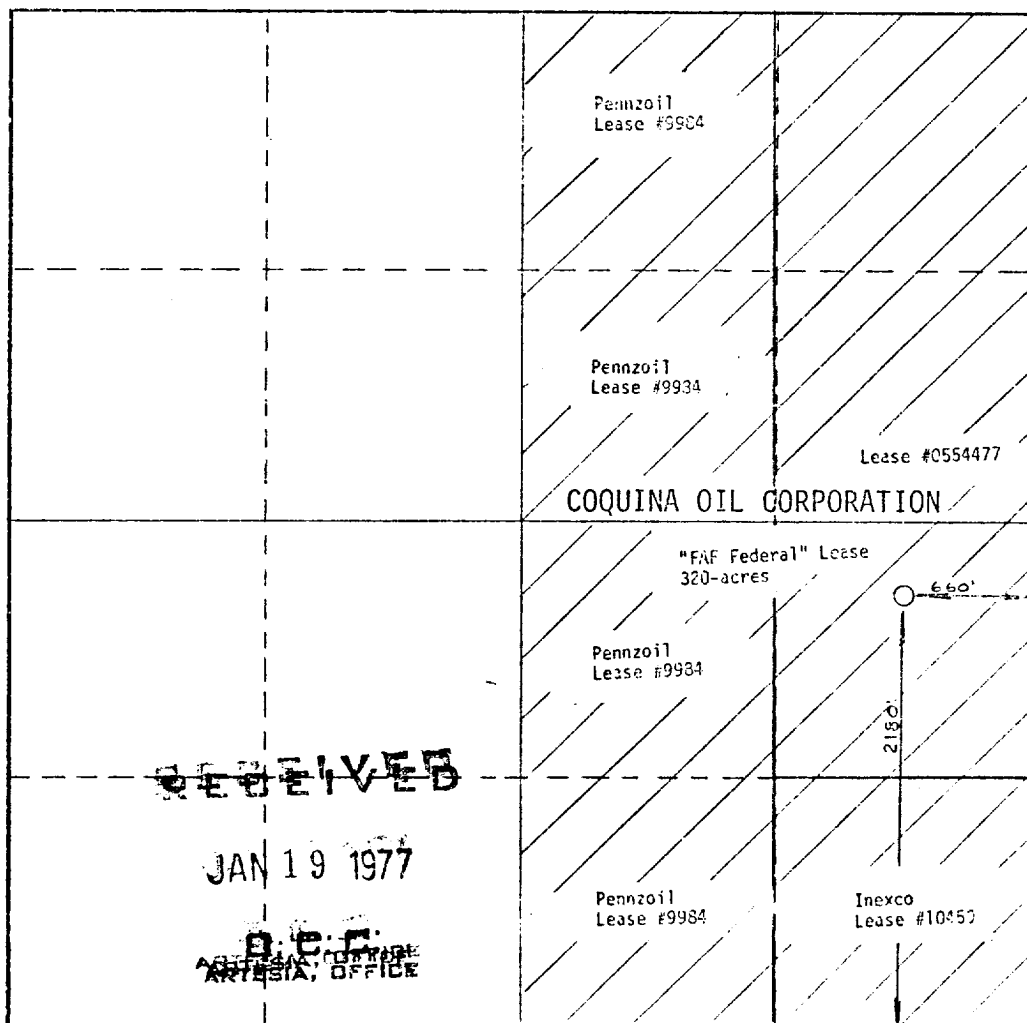 Pennzoil
Lease #9984
Pennzoil
Lease #9934
Lease #0554477
COQUINA OIL CORPORATION
"FAF Federal" Lease
320-acres
660'
Pennzoil
Lease #9984
2180'
RECEIVED
JAN 19 1977
O. C. C.
ARTESIA, OFFICE
Pennzoil
Lease #9984
Inexco
Lease